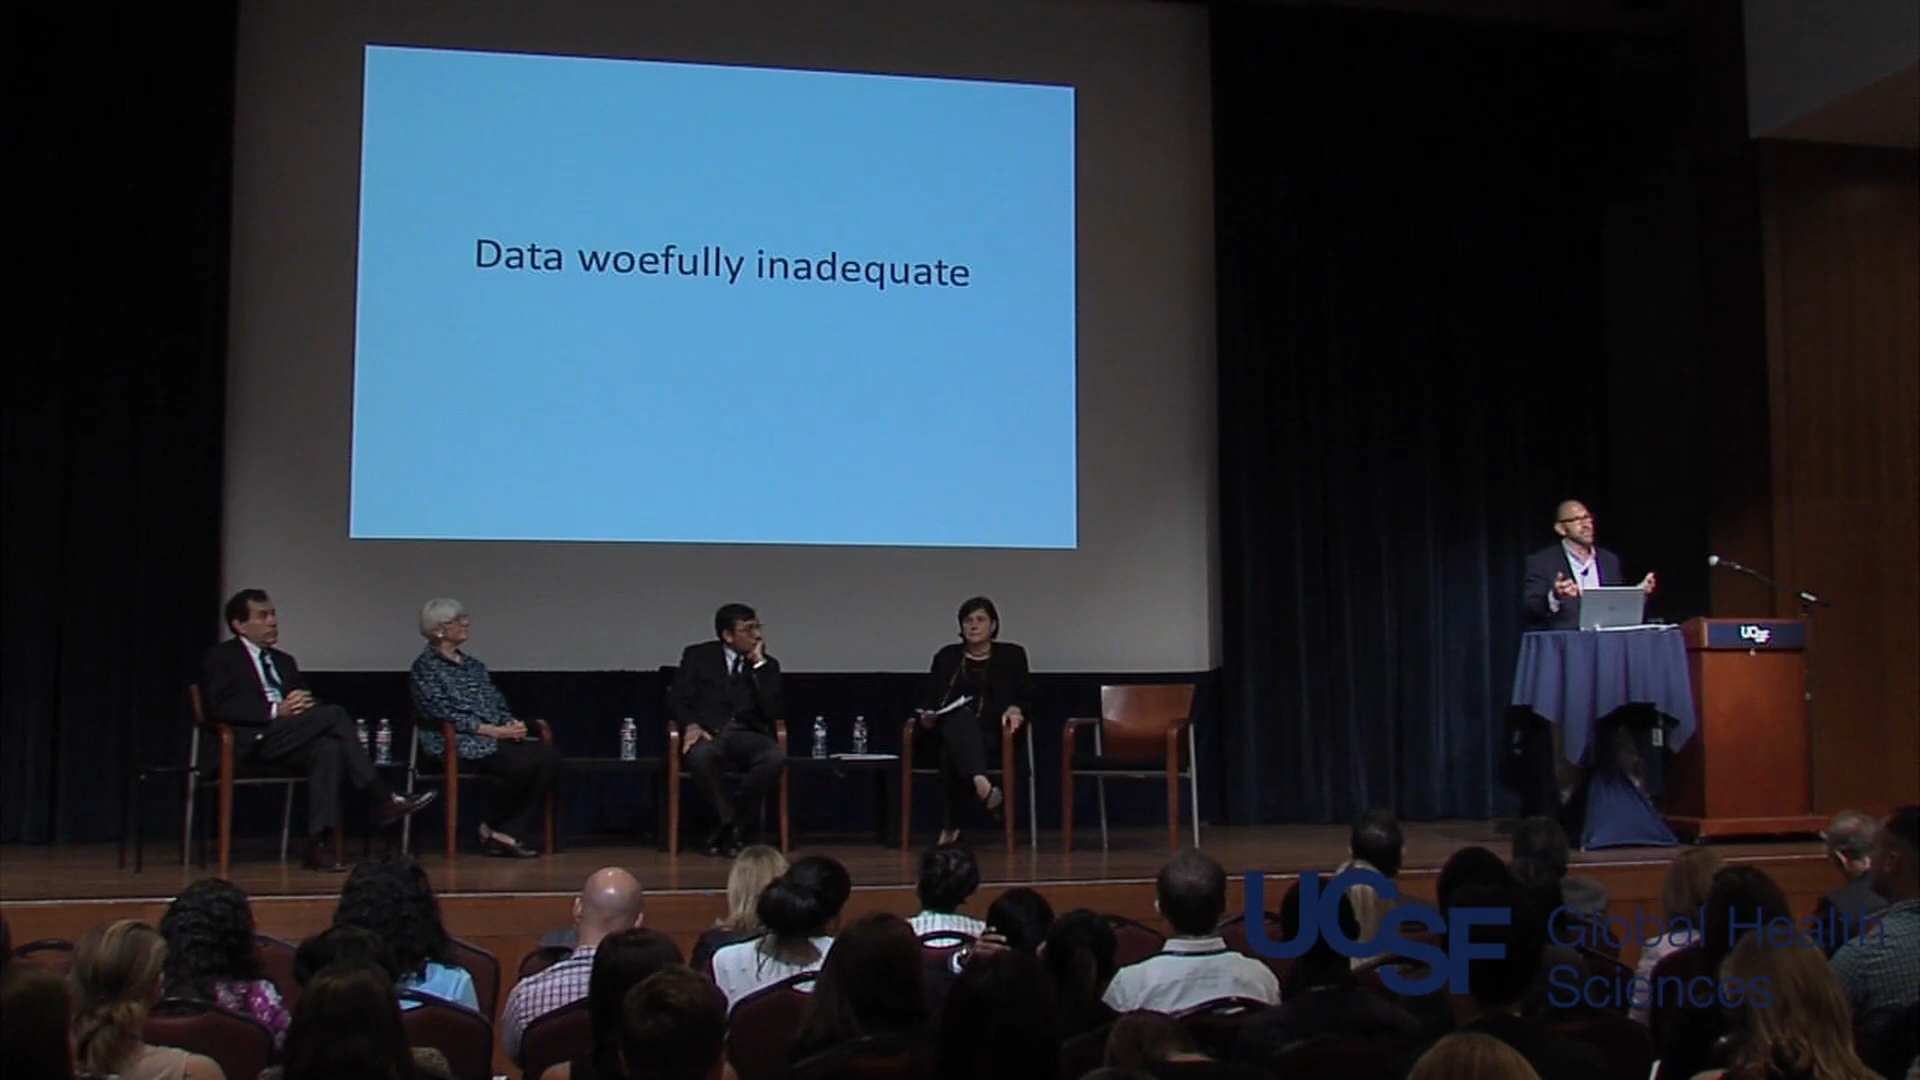 Data woefully inadequate
UCSF
UCSF
Global Health
Sciences